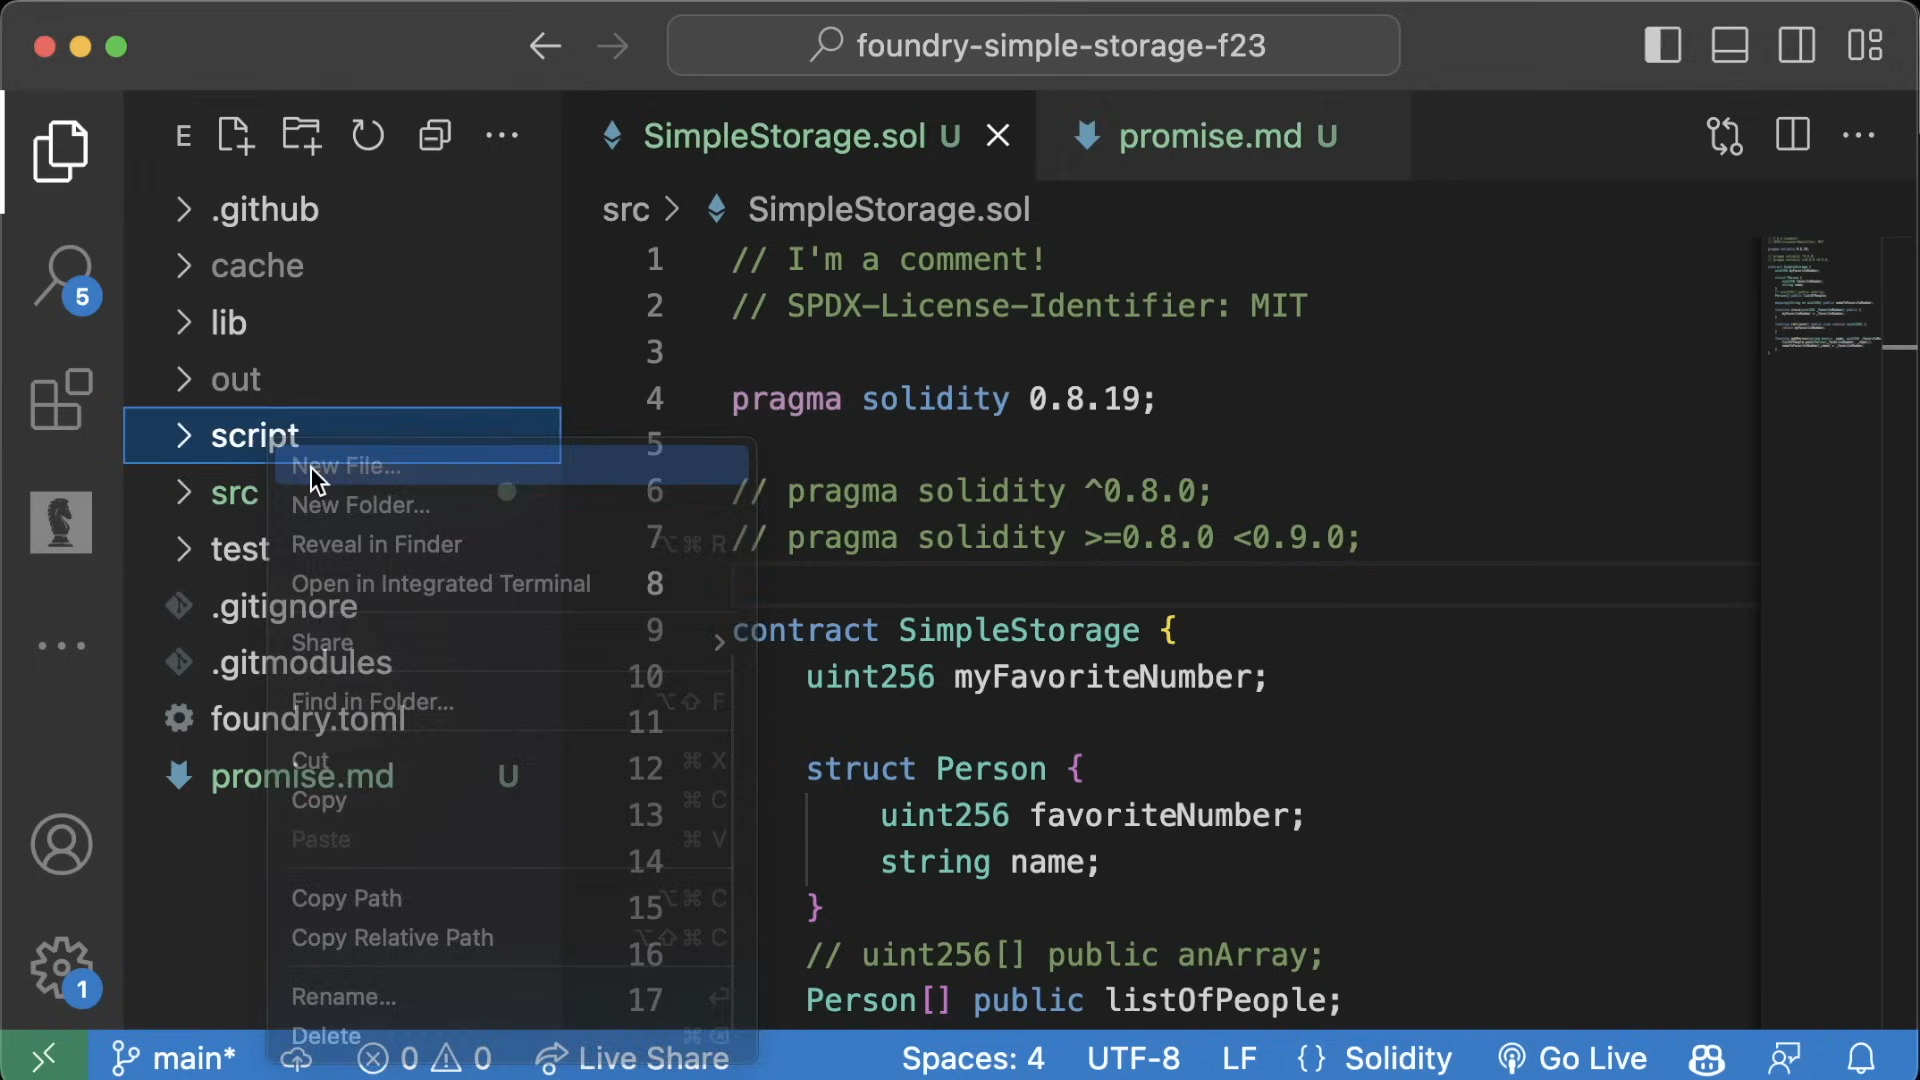 foundry-simple-storage-f23
E
SimpleStorage.sol U
promise.md U
src > SimpleStorage.sol
.github
cache
lib
out
script
src
test
.gitignore
.gitmodules
foundry.toml
promise.md U
5
1
New File...
New Folder...
Reveal in Finder ⌥⌘ R
Open in Integrated Terminal
Share
Find in Folder... ⌥⇧ F
Cut ⌘ X
Copy ⌘ C
Paste ⌘ V
Copy Path ⌥⌘ C
Copy Relative Path ⌥⇧⌘ C
Rename...
Delete
1 // I'm a comment!
2 // SPDX-License-Identifier: MIT
3
4 pragma solidity 0.8.19;
5
6 // pragma solidity ^0.8.0;
7 // pragma solidity >=0.8.0 <0.9.0;
8
9 contract SimpleStorage {
10 uint256 myFavoriteNumber;
11
12 struct Person {
13 uint256 favoriteNumber;
14 string name;
15 }
16 // uint256[] public anArray;
17 Person[] public listOfPeople;
main* 0 0 Live Share Spaces: 4 UTF-8 LF {} Solidity Go Live